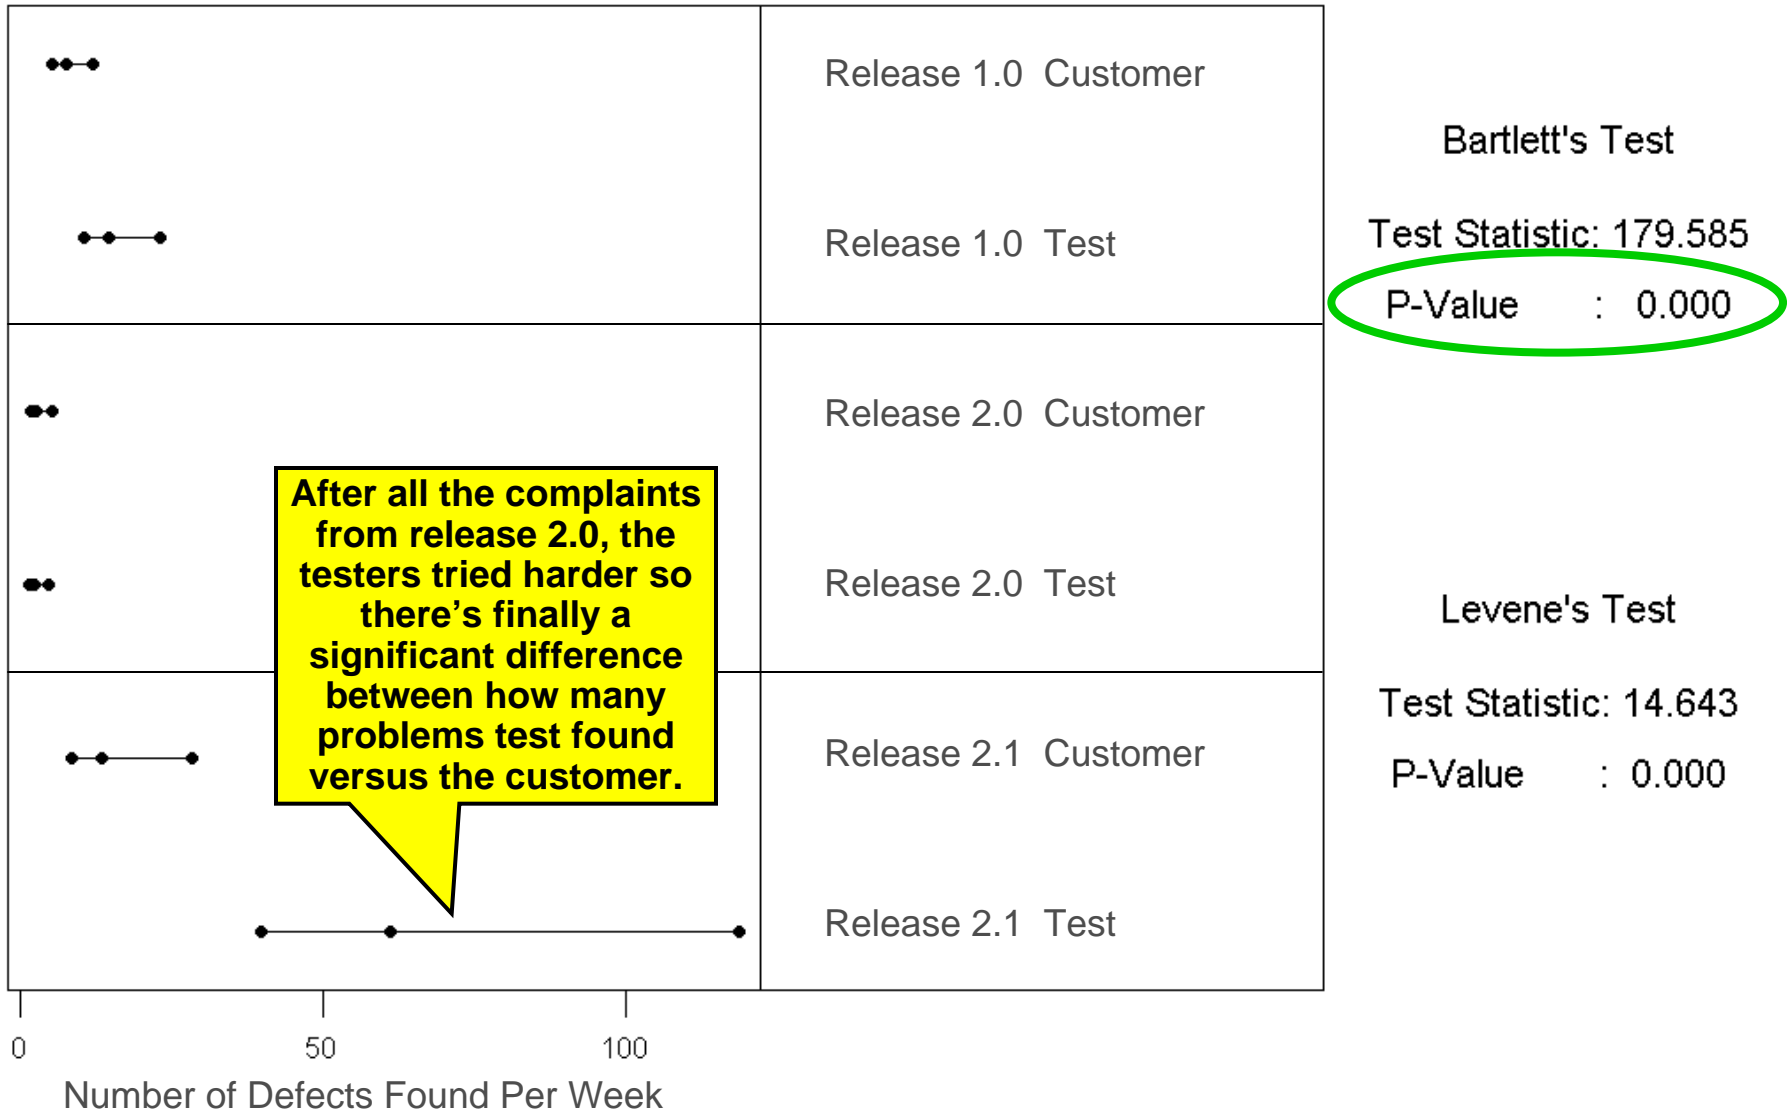 Release 1.0 Customer
Release 1.0 Test
Release 2.0 Customer
Release 2.0 Test
Release 2.1 Customer
Release 2.1 Test
After all the complaints
from release 2.0, the
testers tried harder so
there’s finally a
significant difference
between how many
problems test found
versus the customer.
0 50 100
Number of Defects Found Per Week
Bartlett's Test
Test Statistic: 179.585
P-Value : 0.000
Levene's Test
Test Statistic: 14.643
P-Value : 0.000